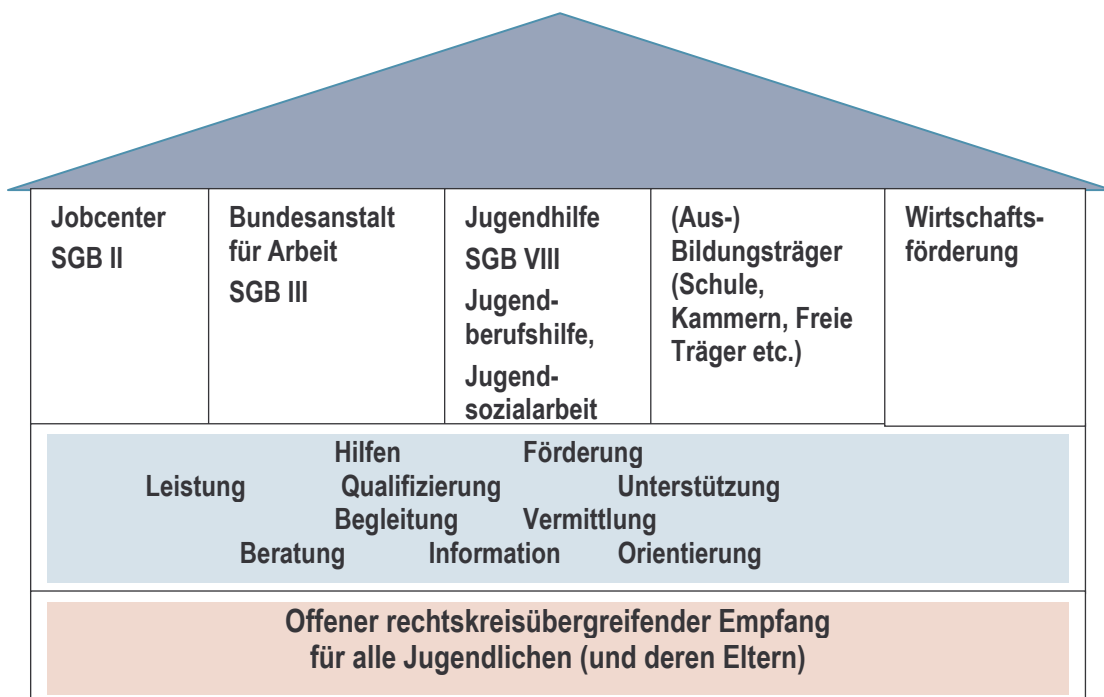 Jobcenter
SGB II
Bundesanstalt
für Arbeit
SGB III
Jugendhilfe
SGB VIII
Jugend-
berufshilfe,
Jugend-
sozialarbeit
(Aus-)
Bildungsträger
(Schule,
Kammern, Freie
Träger etc.)
Wirtschafts-
förderung
Hilfen Förderung
Leistung Qualifizierung Unterstützung
Begleitung Vermittlung
Beratung Information Orientierung
Offener rechtskreisübergreifender Empfang
für alle Jugendlichen (und deren Eltern)